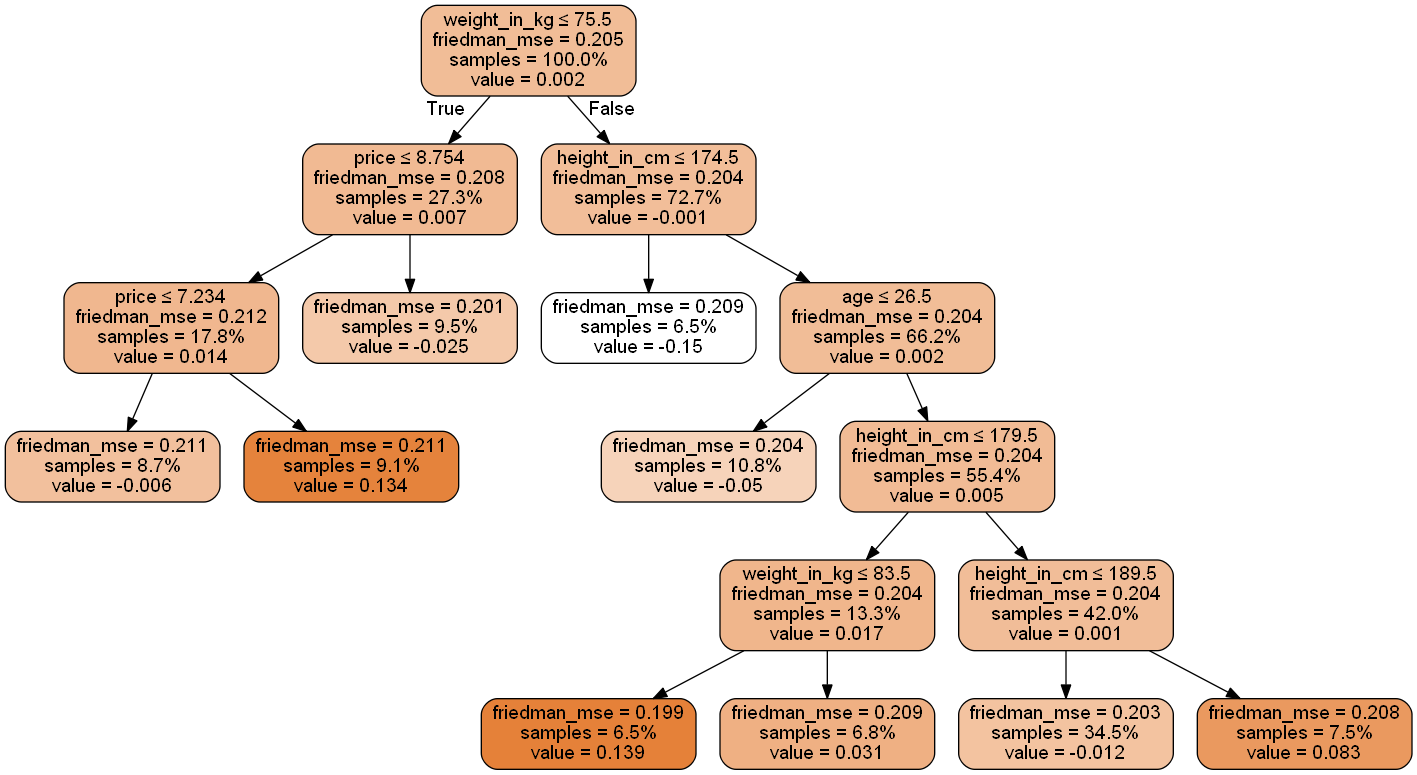 weight_in_kg ≤ 75.5
friedman_mse = 0.205
samples = 100.0%
value = 0.002
True
False
price ≤ 8.754
friedman_mse = 0.208
samples = 27.3%
value = 0.007
height_in_cm ≤ 174.5
friedman_mse = 0.204
samples = 72.7%
value = -0.001
price ≤ 7.234
friedman_mse = 0.212
samples = 17.8%
value = 0.014
friedman_mse = 0.201
samples = 9.5%
value = -0.025
friedman_mse = 0.209
samples = 6.5%
value = -0.15
age ≤ 26.5
friedman_mse = 0.204
samples = 66.2%
value = 0.002
friedman_mse = 0.211
samples = 8.7%
value = -0.006
friedman_mse = 0.211
samples = 9.1%
value = 0.134
friedman_mse = 0.204
samples = 10.8%
value = -0.05
height_in_cm ≤ 179.5
friedman_mse = 0.204
samples = 55.4%
value = 0.005
weight_in_kg ≤ 83.5
friedman_mse = 0.204
samples = 13.3%
value = 0.017
height_in_cm ≤ 189.5
friedman_mse = 0.204
samples = 42.0%
value = 0.001
friedman_mse = 0.199
samples = 6.5%
value = 0.139
friedman_mse = 0.209
samples = 6.8%
value = 0.031
friedman_mse = 0.203
samples = 34.5%
value = -0.012
friedman_mse = 0.208
samples = 7.5%
value = 0.083